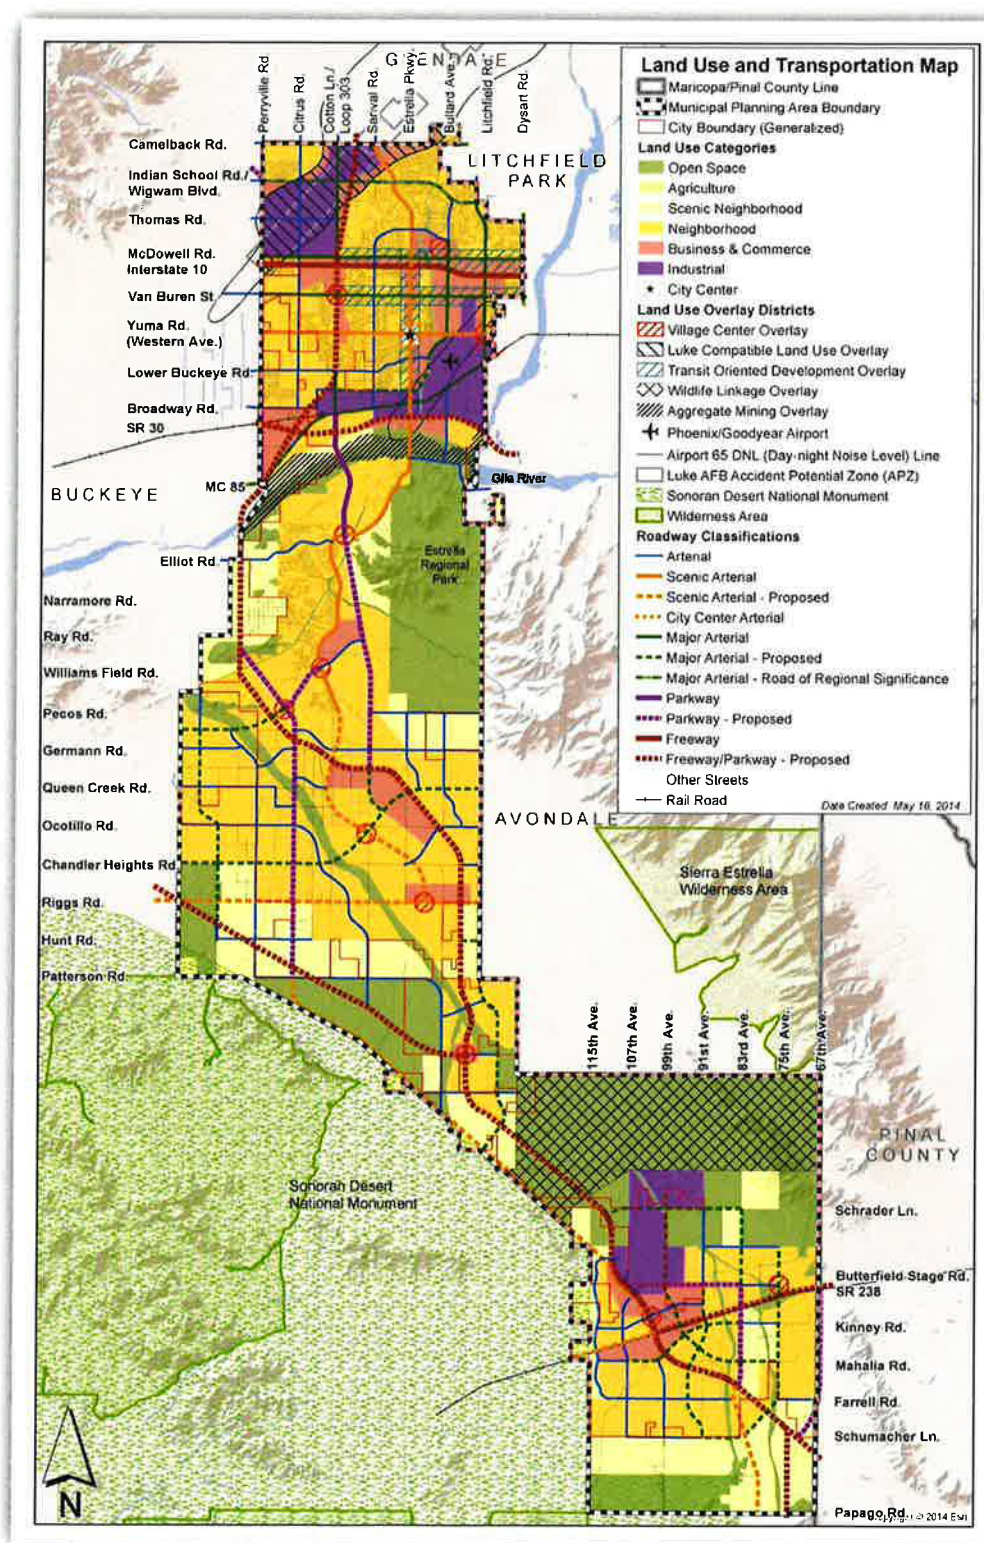 GLENDALE
Perryville Rd
Citrus Rd.
Cotton Ln./
Loop 303
Sarival Rd.
Estrella Pkwy.
Bullard Ave.
Litchfield Rd.
Dysart Rd.
Camelback Rd.
Indian School Rd./
Wigwam Blvd.
Thomas Rd.
McDowell Rd.
Interstate 10
Van Buren St
Yuma Rd.
(Western Ave.)
Lower Buckeye Rd.
Broadway Rd.
SR 30
MC 85
Elliot Rd.
Narramore Rd.
Ray Rd.
Williams Field Rd.
Pecos Rd.
Germann Rd.
Queen Creek Rd.
Ocotillo Rd.
Chandler Heights Rd
Riggs Rd.
Hunt Rd.
Patterson Rd.
LITCHFIELD
PARK
BUCKEYE
Gila River
Estrella
Regional
Park
AVONDALE
Sierra Estrella
Wilderness Area
115th Ave.
107th Ave.
99th Ave.
91st Ave.
83rd Ave.
75th Ave.
67th Ave.
PINAL
COUNTY
Sonoran Desert
National Monument
Schrader Ln.
Butterfield Stage Rd.
SR 238
Kinney Rd.
Mahalia Rd.
Farrell Rd.
Schumacher Ln.
Papago Rd.
N
Land Use and Transportation Map
Maricopa/Pinal County Line
Municipal Planning Area Boundary
City Boundary (Generalized)
Land Use Categories
Open Space
Agriculture
Scenic Neighborhood
Neighborhood
Business & Commerce
Industrial
City Center
Land Use Overlay Districts
Village Center Overlay
Luke Compatible Land Use Overlay
Transit Oriented Development Overlay
Wildlife Linkage Overlay
Aggregate Mining Overlay
Phoenix/Goodyear Airport
Airport 65 DNL (Day-night Noise Level) Line
Luke AFB Accident Potential Zone (APZ)
Sonoran Desert National Monument
Wilderness Area
Roadway Classifications
Arterial
Scenic Arterial
Scenic Arterial - Proposed
City Center Arterial
Major Arterial
Major Arterial - Proposed
Major Arterial - Road of Regional Significance
Parkway
Parkway - Proposed
Freeway
Freeway/Parkway - Proposed
Other Streets
Rail Road
Date Created: May 16, 2014
Copyright © 2014 Esri